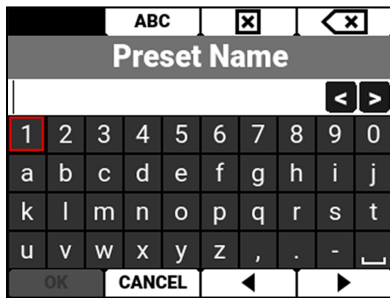 ABC
Preset Name
< >
1 2 3 4 5 6 7 8 9 0
a b c d e f g h i j
k l m n o p q r s t
u v w x y z , . -
OK CANCEL